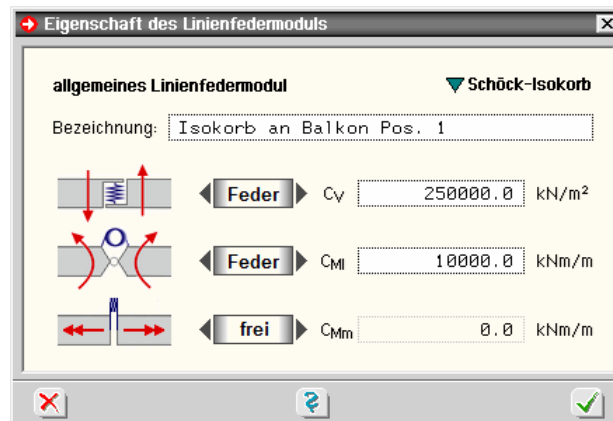 Eigenschaft des Linienfedermoduls
allgemeines Linienfedermodul Schöck-Isokorb
Bezeichnung: Isokorb an Balkon Pos. 1
Feder CV 250000.0 kN/m²
Feder CMl 10000.0 kNm/m
frei CMm 0.0 kNm/m